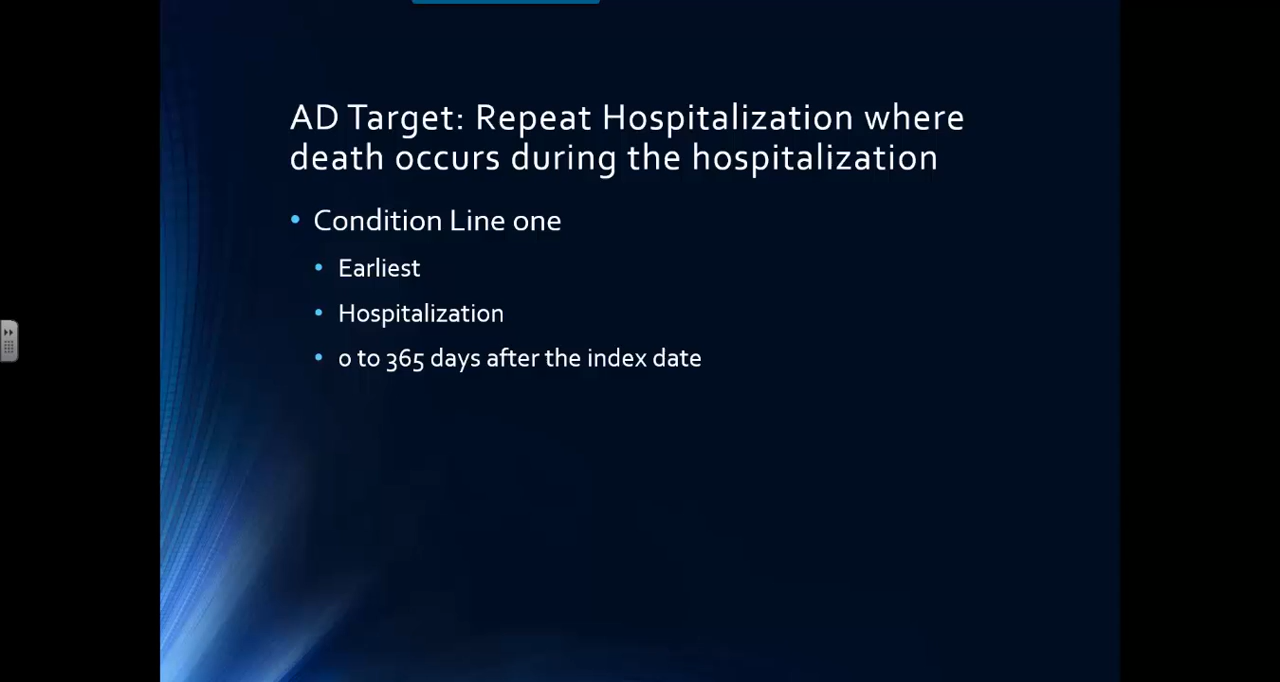 AD Target: Repeat Hospitalization where
death occurs during the hospitalization
• Condition Line one
• Earliest
• Hospitalization
• 0 to 365 days after the index date